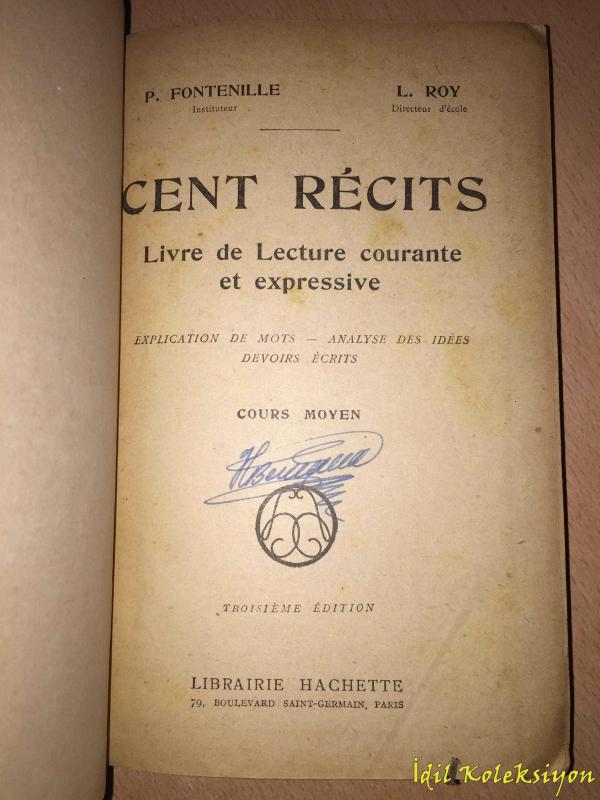 P. FONTENILLE
Instituteur
L. ROY
Directeur d'école
CENT RÉCITS
Livre de Lecture courante
et expressive
EXPLICATION DE MOTS — ANALYSE DES IDÉES
DEVOIRS ÉCRITS
COURS MOYEN
TROISIÈME ÉDITION
LIBRAIRIE HACHETTE
79, BOULEVARD SAINT-GERMAIN, PARIS
İdil Koleksiyon